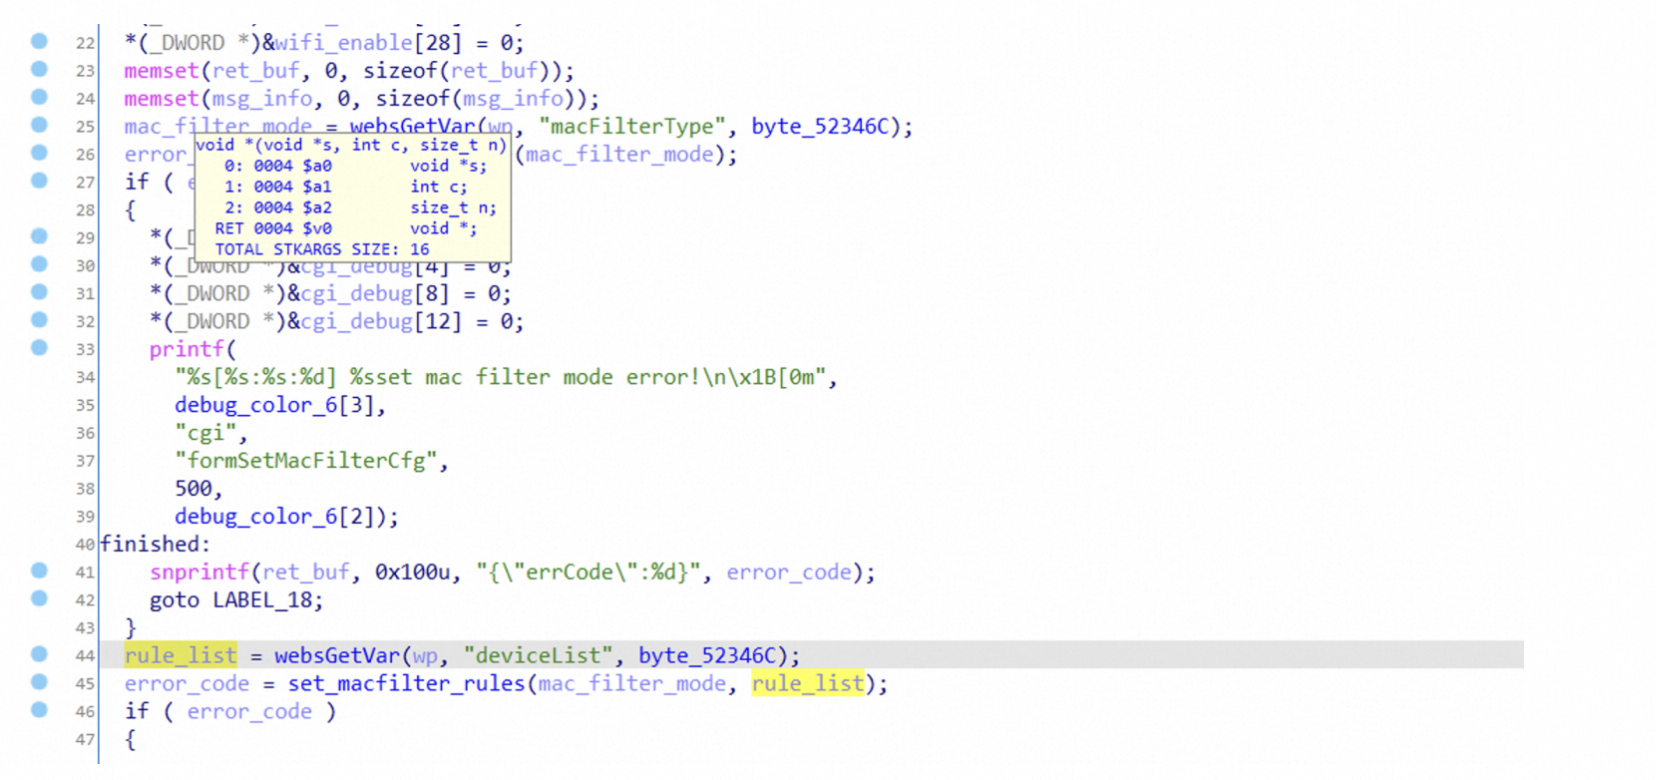 22 *(_DWORD *)&wifi_enable[28] = 0;
23 memset(ret_buf, 0, sizeof(ret_buf));
24 memset(msg_info, 0, sizeof(msg_info));
25 mac_filter_mode = websGetVar(wp, "macFilterType", byte_52346C);
void *(void *s, int c, size_t n)
26 error_ (mac_filter_mode);
0: 0004 $a0 void *s;
27 if (
1: 0004 $a1 int c;
28 {
2: 0004 $a2 size_t n;
29 *(_
RET 0004 $v0 void *;
TOTAL STKARGS SIZE: 16
30 *(_DWORD *)&cgi_debug[4] = 0;
31 *(_DWORD *)&cgi_debug[8] = 0;
32 *(_DWORD *)&cgi_debug[12] = 0;
33 printf(
34 "%s[%s:%s:%d] %sset mac filter mode error!\n\x1B[0m",
35 debug_color_6[3],
36 "cgi",
37 "formSetMacFilterCfg",
38 500,
39 debug_color_6[2]);
40 finished:
41 snprintf(ret_buf, 0x100u, "{\"errCode\":%d}", error_code);
42 goto LABEL_18;
43 }
44 rule_list = websGetVar(wp, "deviceList", byte_52346C);
45 error_code = set_macfilter_rules(mac_filter_mode, rule_list);
46 if ( error_code )
47 {